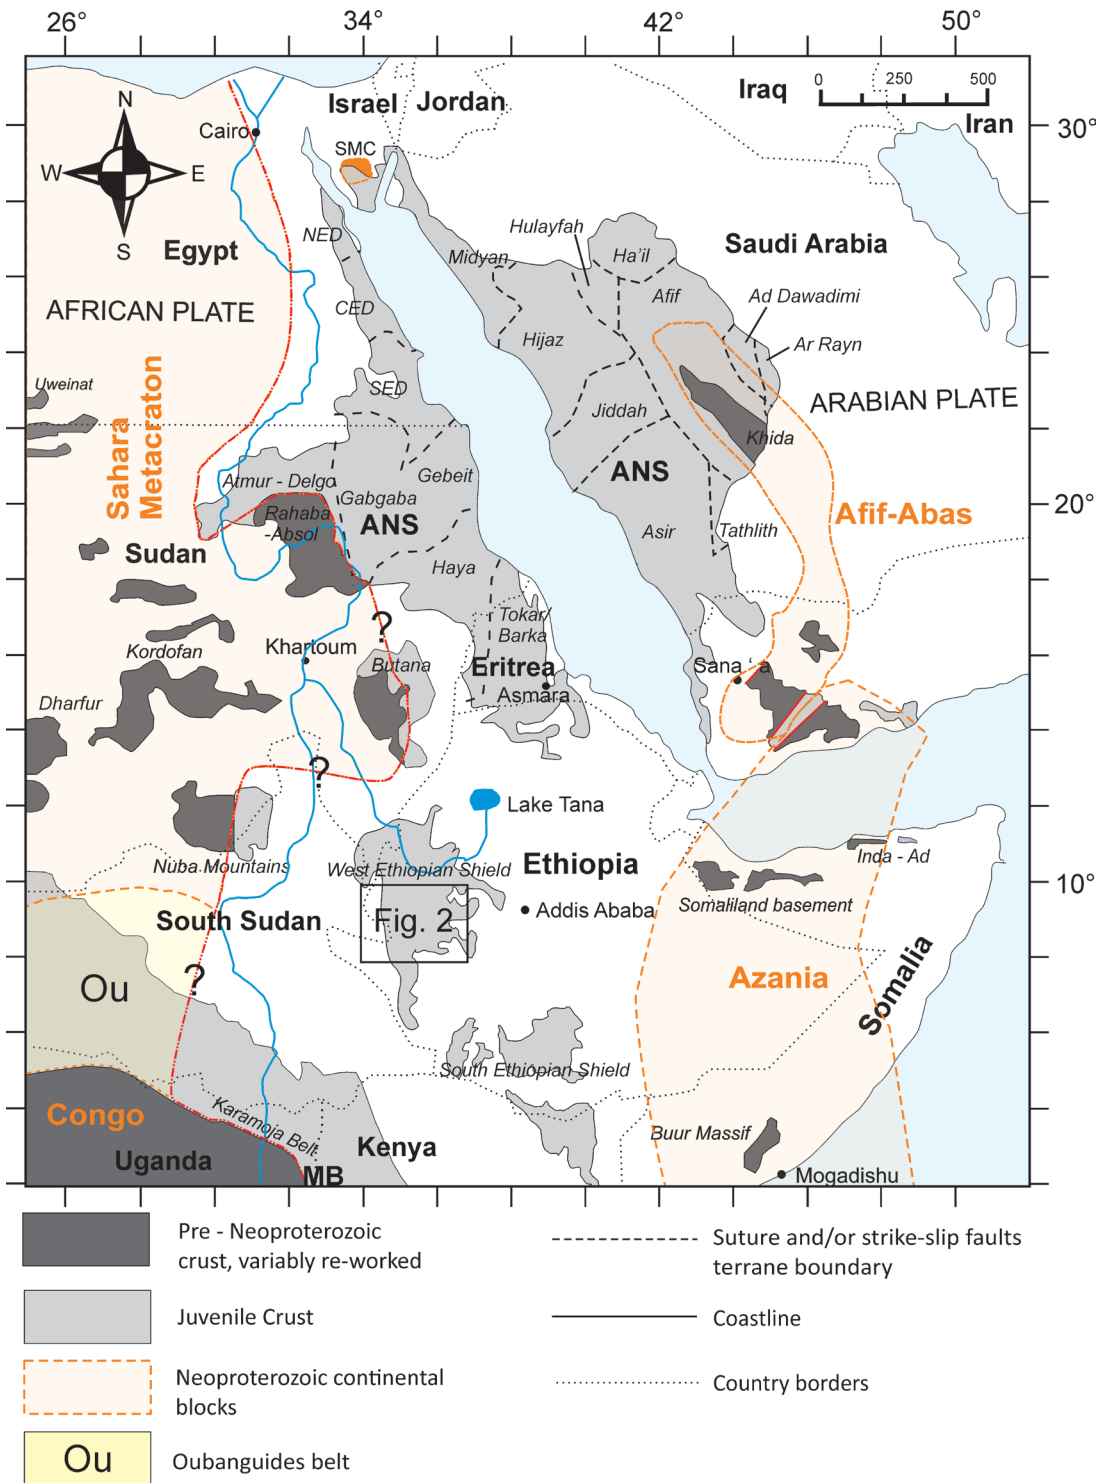 26° 34° 42° 50°
Israel Jordan Iraq 0 250 500
Iran
N
Cairo
SMC
30°
W E
S
Egypt
NED
Hulayfah
Midyan
Ha'il
Saudi Arabia
AFRICAN PLATE
CED
Afif
Ad Dawadimi
Hijaz
Ar Rayn
Uweinat
SED
Jiddah
ARABIAN PLATE
Khida
Sahara
Metacraton
Atmur - Delgo
Gebeit
Gabgaba
ANS
ANS
20°
Rahaba
-Absol
Afif-Abas
Asir
Tathlith
Sudan
Haya
Tokar/
Barka
?
Kordofan
Khartoum
Butana
Eritrea
Asmara
Sana ' a
Dharfur
?
Lake Tana
Nuba Mountains
West Ethiopian Shield
Ethiopia
Inda - Ad
10°
South Sudan
Fig. 2
Addis Ababa
Somaliland basement
?
Ou
Azania
Somalia
South Ethiopian Shield
Congo
Karamoja Belt
Kenya
Buur Massif
Uganda
MB
Mogadishu
Pre - Neoproterozoic
crust, variably re-worked
Suture and/or strike-slip faults
terrane boundary
Juvenile Crust
Coastline
Neoproterozoic continental
blocks
Country borders
Ou
Oubanguides belt